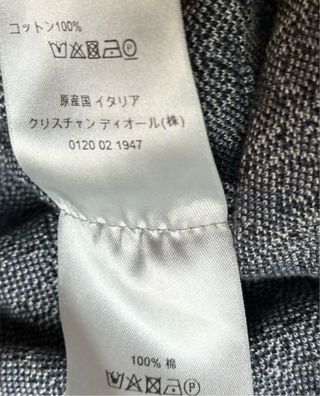 コットン100%
原産国 イタリア
クリスチャン ディオール(株)
0120 02 1947
100% 棉